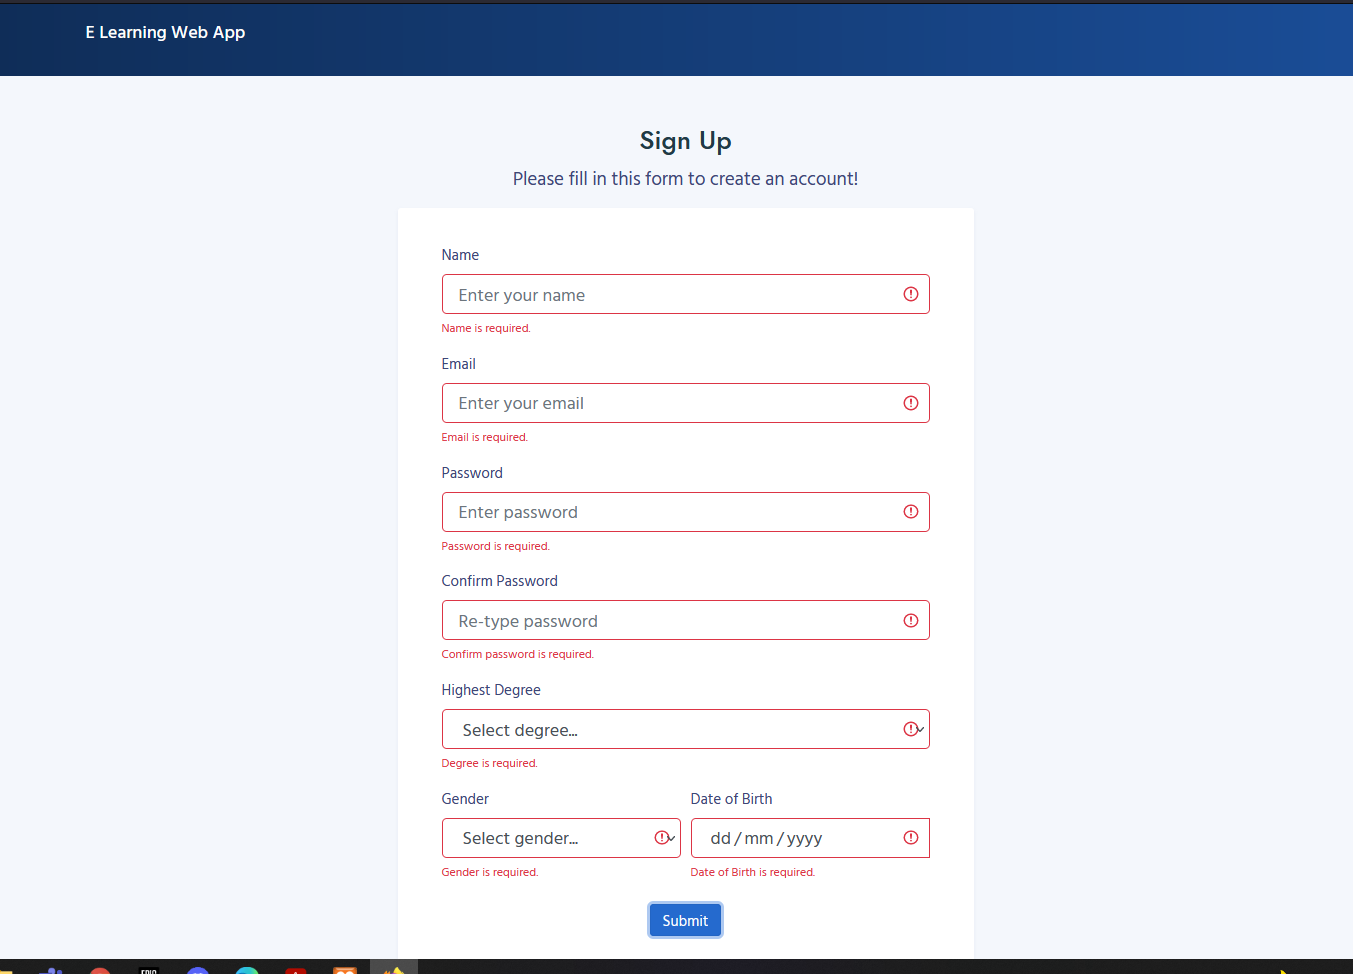 E Learning Web App
Sign Up
Please fill in this form to create an account!
Name
Enter your name
Name is required.
Email
Enter your email
Email is required.
Password
Enter password
Password is required.
Confirm Password
Re-type password
Confirm password is required.
Highest Degree
Select degree...
Degree is required.
Gender Date of Birth
Select gender... dd/mm/yyyy
Gender is required. Date of Birth is required.
Submit
EPIC